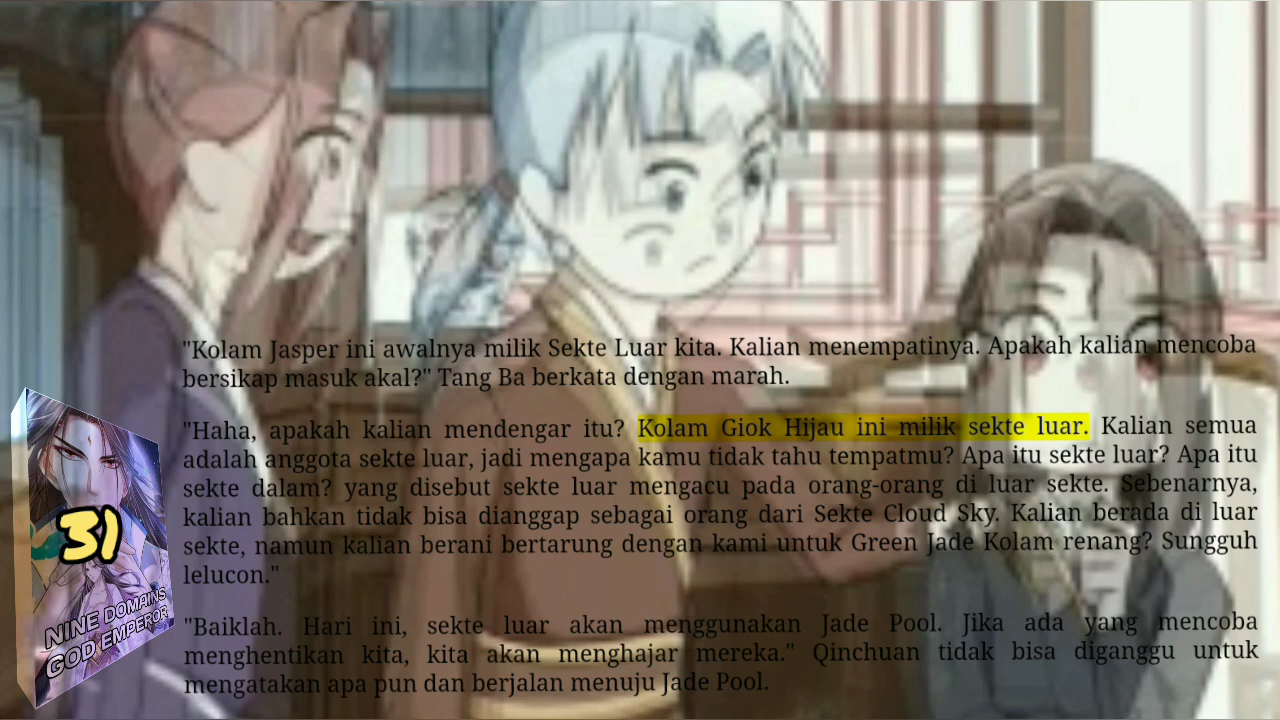 "Kolam Jasper ini awalnya milik Sekte Luar kita. Kalian menempatinya. Apakah kalian mencoba
bersikap masuk akal?" Tang Ba berkata dengan marah.
"Haha, apakah kalian mendengar itu? Kolam Giok Hijau ini milik sekte luar. Kalian semua
adalah anggota sekte luar, jadi mengapa kamu tidak tahu tempatmu? Apa itu sekte luar? Apa itu
sekte dalam? yang disebut sekte luar mengacu pada orang-orang di luar sekte. Sebenarnya,
kalian bahkan tidak bisa dianggap sebagai orang dari Sekte Cloud Sky. Kalian berada di luar
sekte, namun kalian berani bertarung dengan kami untuk Green Jade Kolam renang? Sungguh
lelucon."
"Baiklah. Hari ini, sekte luar akan menggunakan Jade Pool. Jika ada yang mencoba
menghentikan kita, kita akan menghajar mereka." Qinchuan tidak bisa diganggu untuk
mengatakan apa pun dan berjalan menuju Jade Pool.
31
NINE DOMAINS
GOD EMPEROR